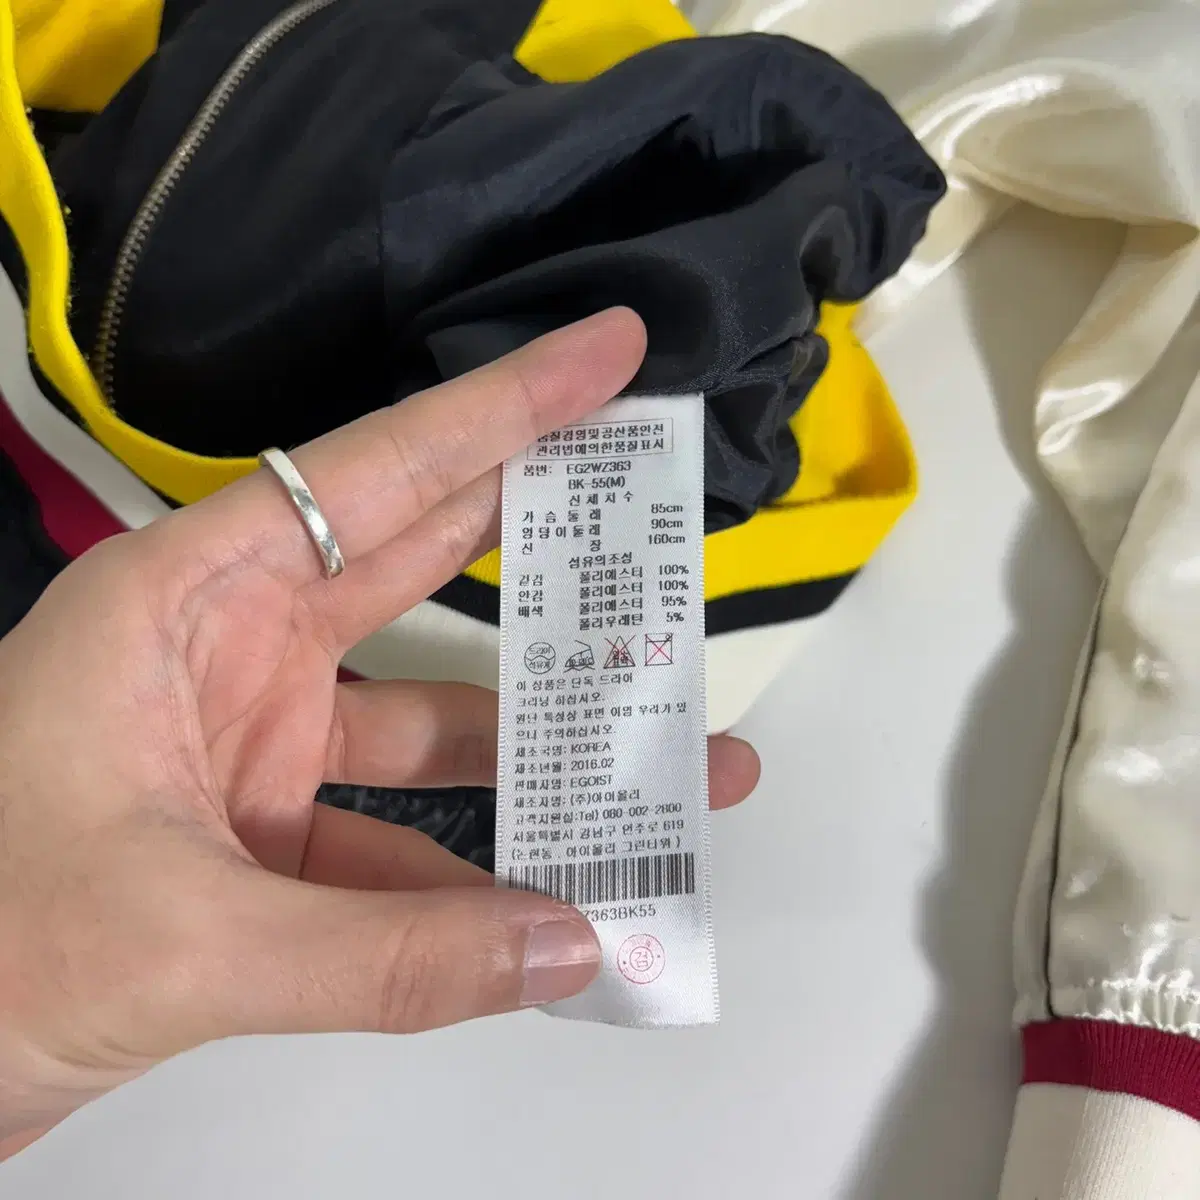 품질경영및공산품안전
관리법에의한품질표시
품번: EG2WZ363
BK-55(M)
신체치수
가슴둘레 85cm
엉덩이둘레 90cm
신장 160cm
섬유의조성
겉감 폴리에스터 100%
안감 폴리에스터 100%
배색 폴리에스터 95%
폴리우레탄 5%
드라이
석유계
이 상품은 단독 드라이
크리닝 하십시오.
원단 특성상 표면 이염 우려가 있
으니 주의하십시오.
제조국명: KOREA
제조년월: 2016.02
판매자명: EGOIST
제조자명: (주)아이올리
고객지원실:Tel) 080-002-2800
서울특별시 강남구 언주로 619
(논현동, 아이올리 그린타워)
Z363BK55
검